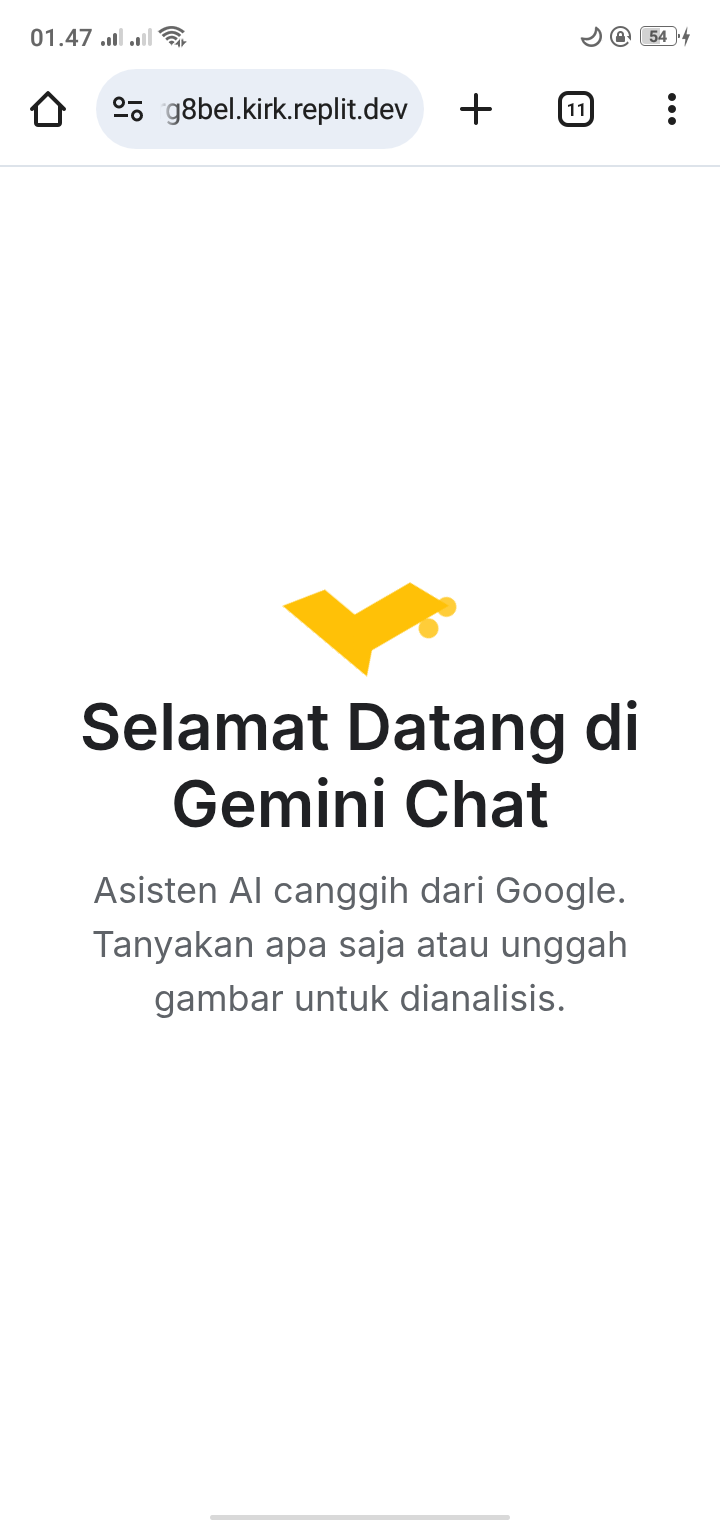 01.47
54
g8bel.kirk.replit.dev
11
Selamat Datang di
Gemini Chat
Asisten AI canggih dari Google.
Tanyakan apa saja atau unggah
gambar untuk dianalisis.